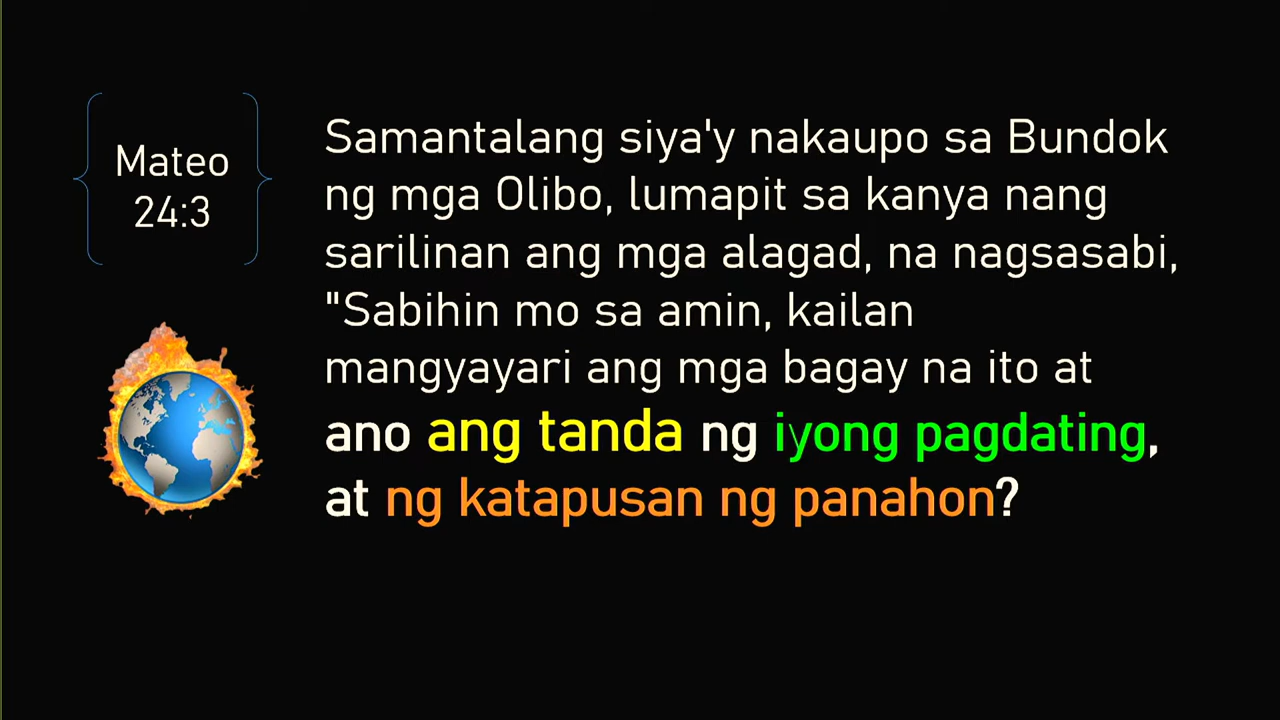 Mateo
24:3
Samantalang siya'y nakaupo sa Bundok
ng mga Olibo, lumapit sa kanya nang
sarilinan ang mga alagad, na nagsasabi,
"Sabihin mo sa amin, kailan
mangyayari ang mga bagay na ito at
ano ang tanda ng iyong pagdating,
at ng katapusan ng panahon?